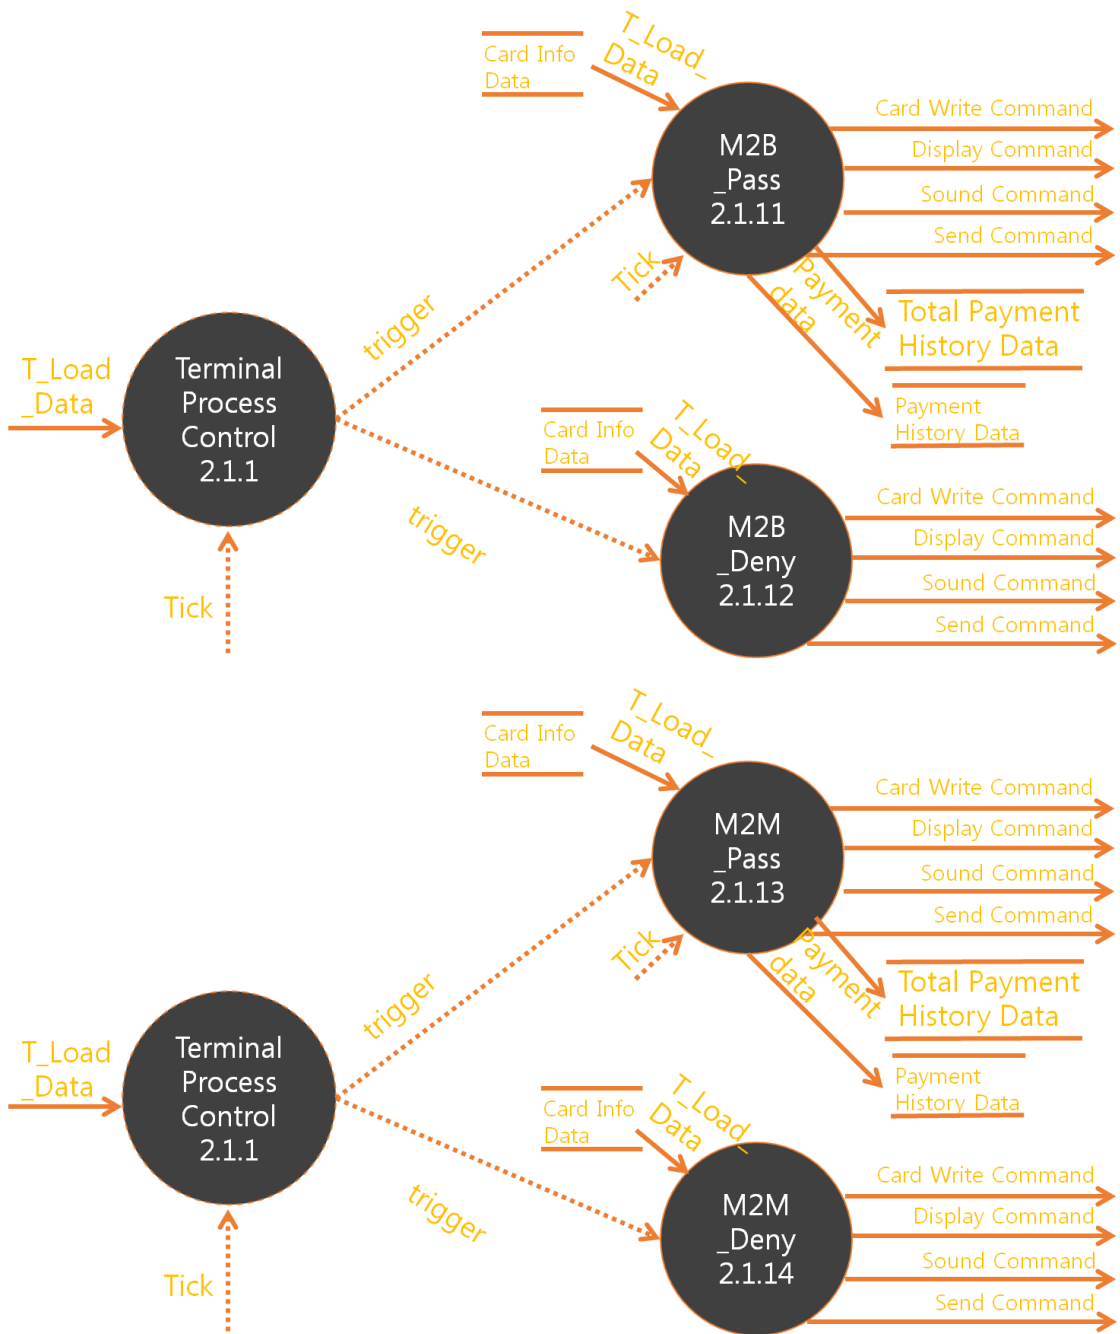 Card Info
Data
T_Load_
Data
M2B
_Pass
2.1.11
Card Write Command
Display Command
Sound Command
Send Command
Tick
Payment
data
Total Payment
History Data
Payment
History Data
trigger
T_Load
_Data
Terminal
Process
Control
2.1.1
Tick
trigger
Card Info
Data
T_Load_
Data
M2B
_Deny
2.1.12
Card Write Command
Display Command
Sound Command
Send Command
Card Info
Data
T_Load_
Data
M2M
_Pass
2.1.13
Card Write Command
Display Command
Sound Command
Send Command
Tick
Payment
data
Total Payment
History Data
Payment
History Data
trigger
T_Load
_Data
Terminal
Process
Control
2.1.1
Tick
trigger
Card Info
Data
T_Load_
Data
M2M
_Deny
2.1.14
Card Write Command
Display Command
Sound Command
Send Command